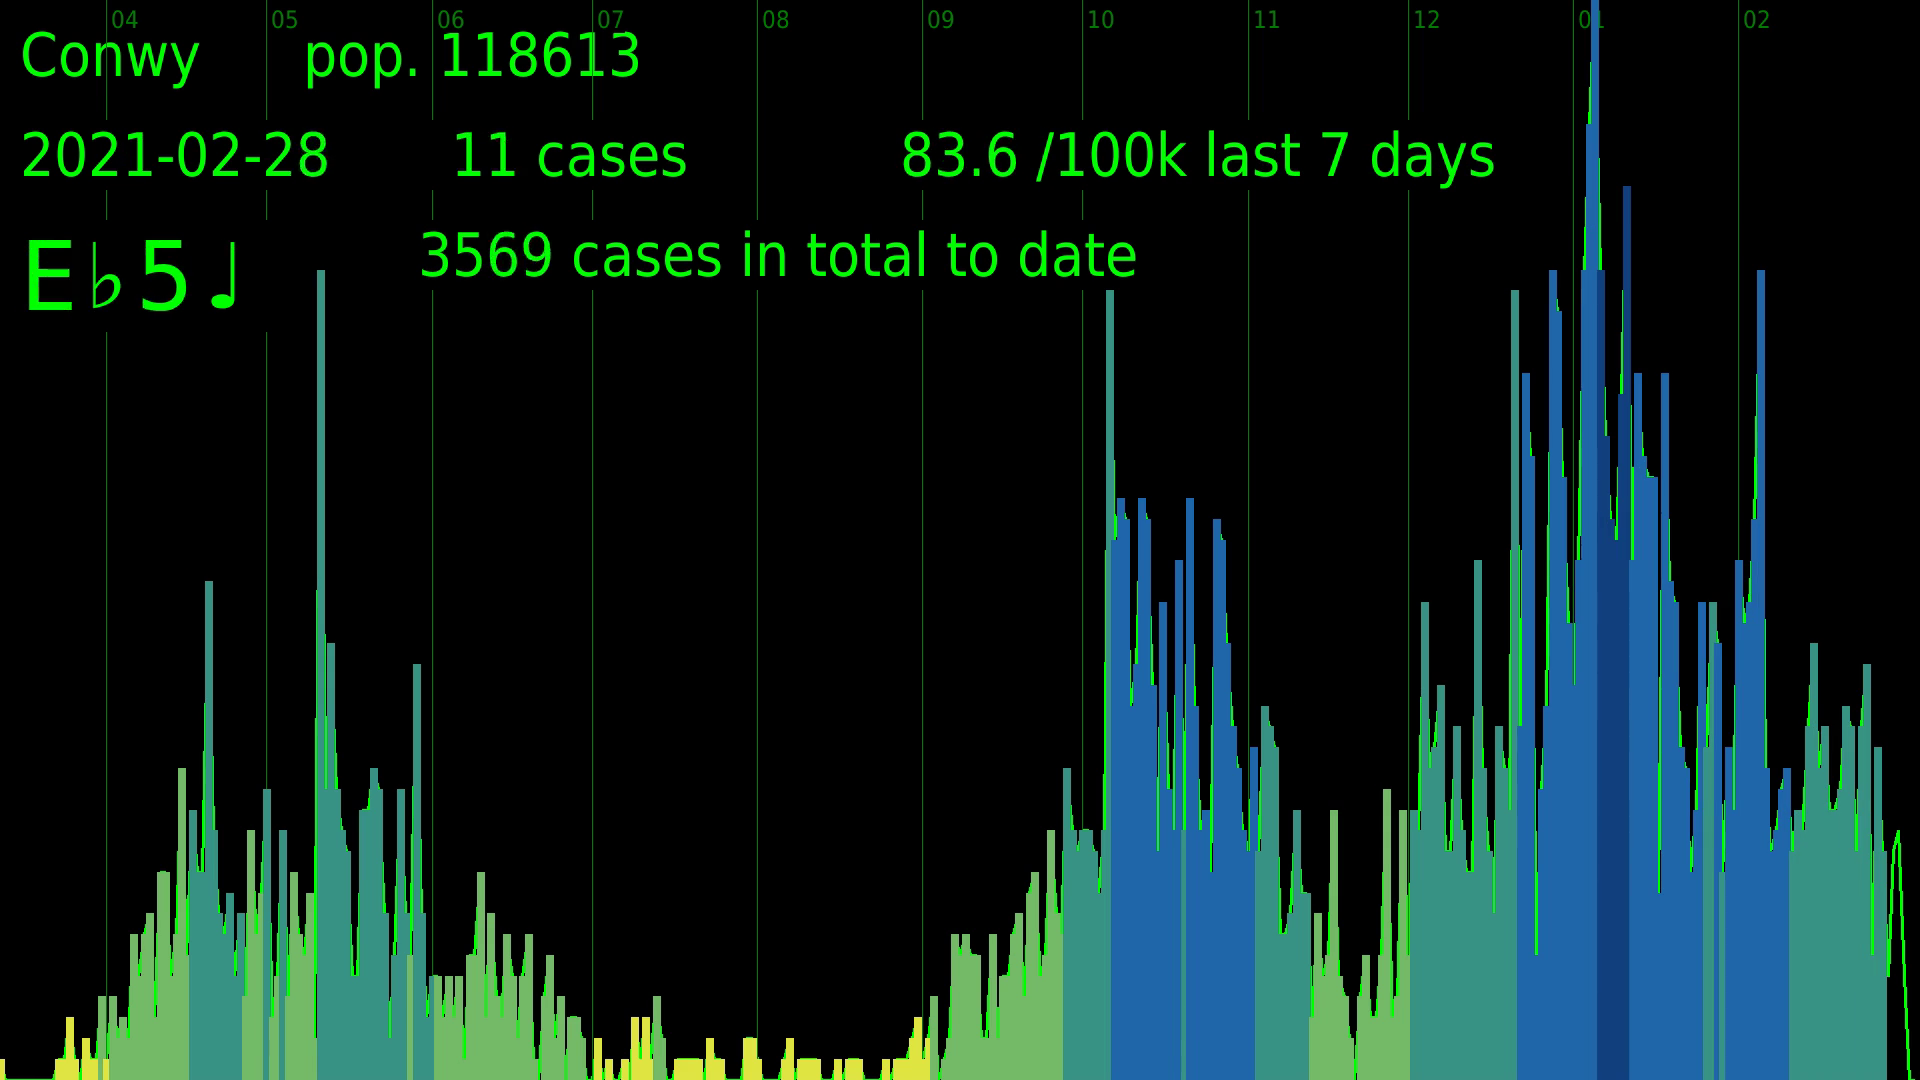 04 05 06 07 08 09 10 11 12 01 02
Conwy pop. 118613
2021-02-28 11 cases 83.6 /100k last 7 days
E♭5♩ 3569 cases in total to date